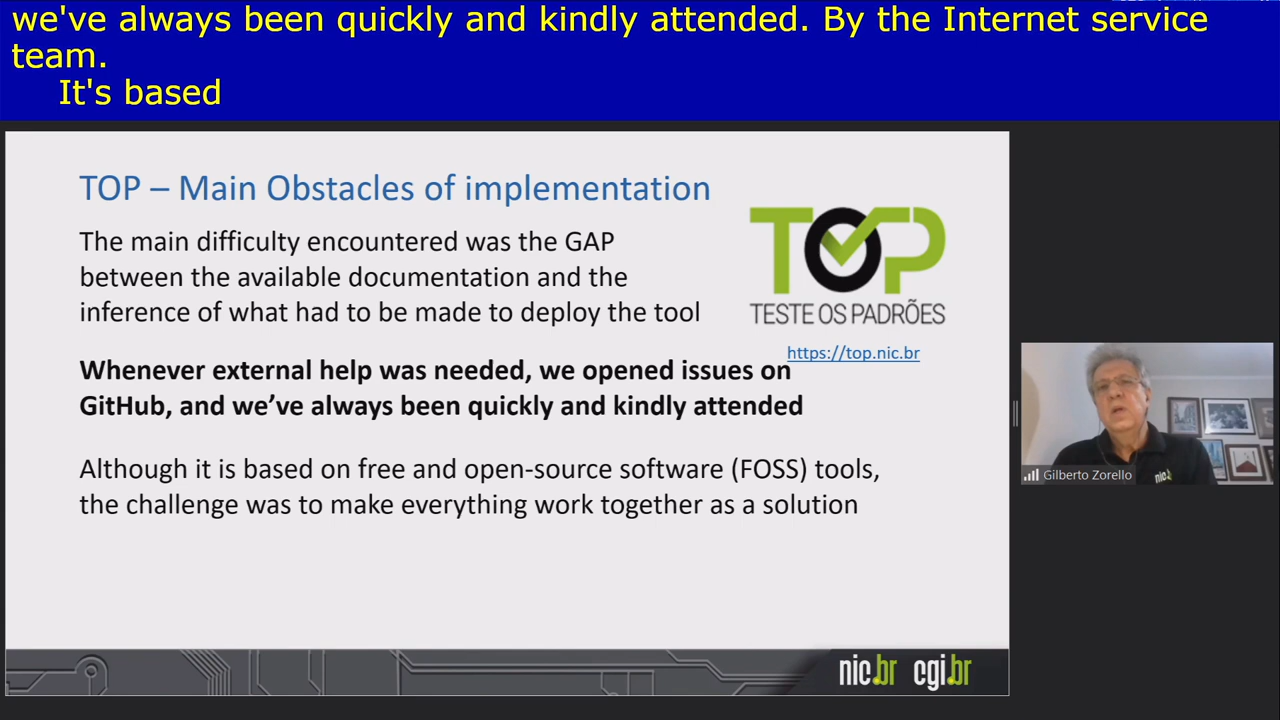 we've always been quickly and kindly attended. By the Internet service
team.
It's based
TOP – Main Obstacles of implementation
The main difficulty encountered was the GAP
between the available documentation and the
inference of what had to be made to deploy the tool
TOP
TESTE OS PADRÕES
https://top.nic.br
Whenever external help was needed, we opened issues on
GitHub, and we’ve always been quickly and kindly attended
Although it is based on free and open-source software (FOSS) tools,
the challenge was to make everything work together as a solution
nic.br
Gilberto Zorello
nic.br cgi.br